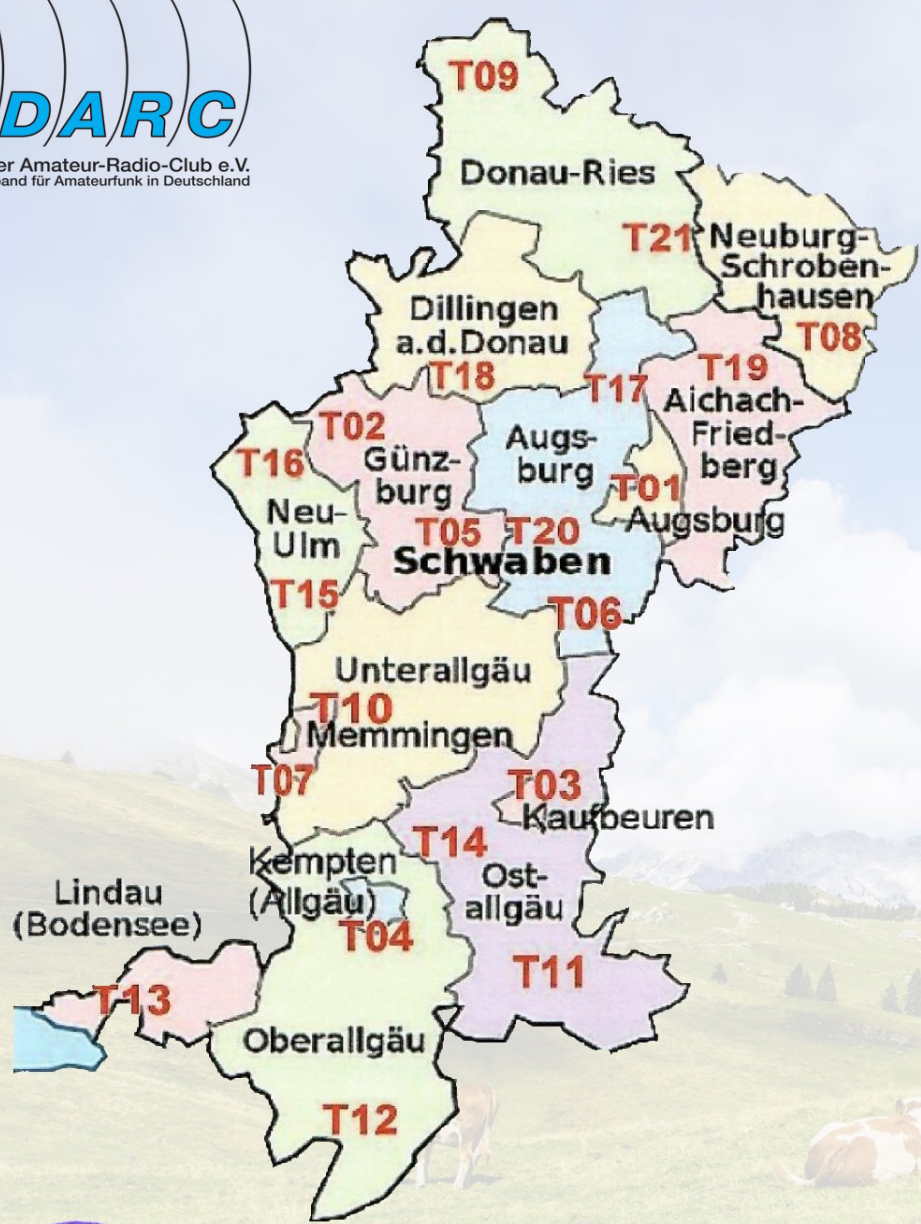 DARC
er Amateur-Radio-Club e.V.
band für Amateurfunk in Deutschland
T09
Donau-Ries
T21
Neuburg-
Schroben-
hausen
T08
Dillingen
a.d.Donau
T18
T17
T19
Aichach-
Fried-
berg
T02
Günz-
burg
T05
T16
Neu-
Ulm
T15
Augs-
burg
T01
Augsburg
T20
Schwaben
T06
Unterallgäu
T10
Memmingen
T07
T03
Kaufbeuren
T14
Ost-
allgäu
T11
Kempten
(Allgäu)
T04
Lindau
(Bodensee)
T13
Oberallgäu
T12